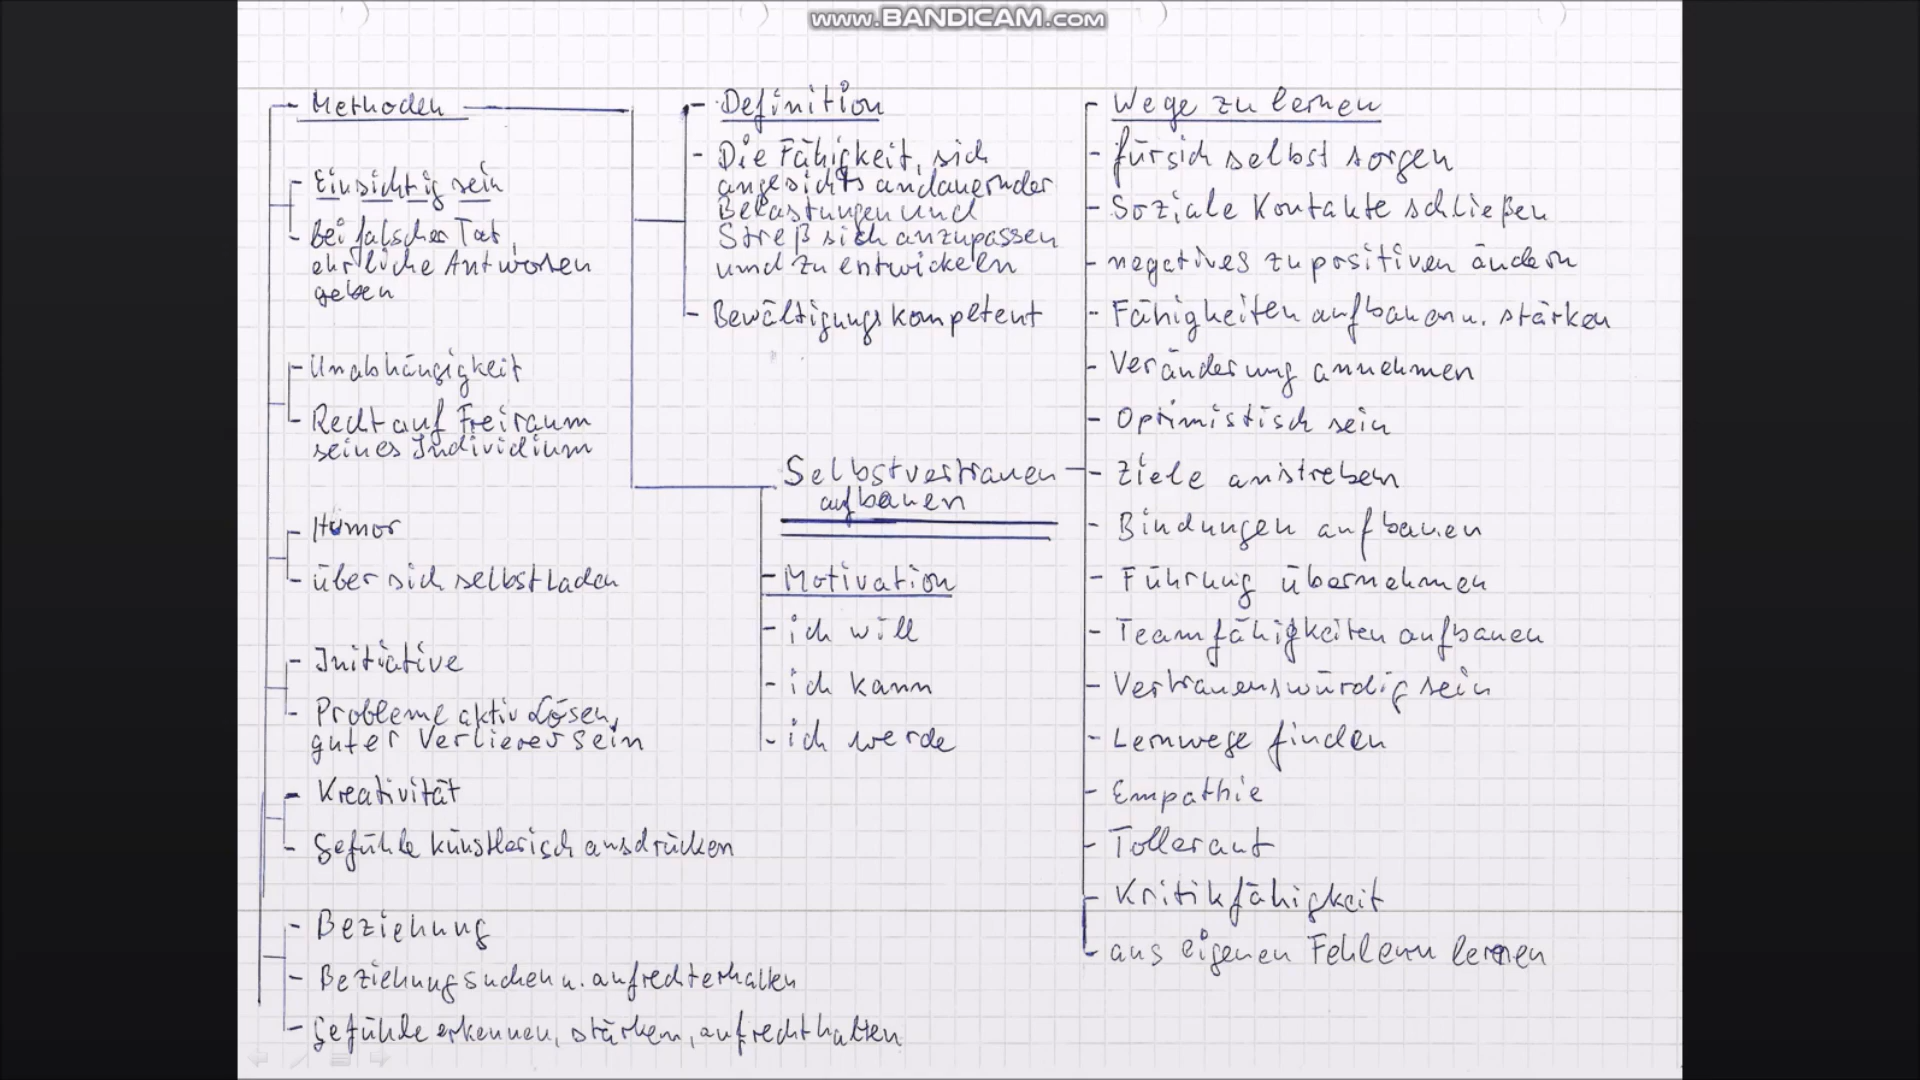 www.BANDICAM.com
- Methoden
- Einsichtig sein
- Bei falscher Tat,
ehrliche Antworten
geben
- Unabhängigkeit
- Recht auf Freiraum
seines Individium
- Humor
- über sich selbst lachen
- Initiative
- Probleme aktiv lösen,
guter Verlierer sein
- Kreativität
- Gefühle künstlerisch ausdrücken
- Beziehung
- Beziehung suchen u. aufrechterhalten
- Gefühle erkennen, stärken, aufrecht halten
- Definition
- Die Fähigkeit, sich
angesichts andauernder
Belastungen und
Streß sich anzupassen
und zu entwickeln
- Bewältigungskompetent
Selbstvertrauen
aufbauen
- Motivation
- ich will
- ich kann
- ich werde
- Wege zu lernen
- für sich selbst sorgen
- Soziale Kontakte schließen
- negatives zu positiven ändern
- Fähigkeiten aufbauen u. stärken
- Veränderung annehmen
- Optimistisch sein
- Ziele anstreben
- Bindungen aufbauen
- Führung übernehmen
- Teamfähigkeiten aufbauen
- Vertrauenswürdig sein
- Lernwege finden
- Empathie
- Tollerant
- Kritikfähigkeit
- aus eigenen Fehlern lernen